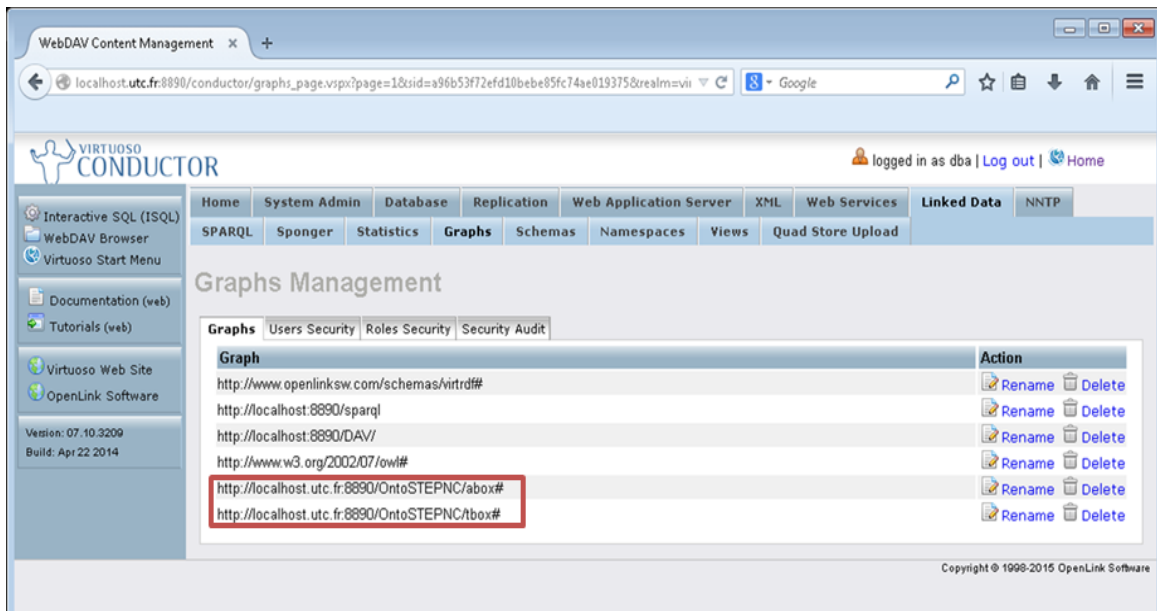 WebDAV Content Management × +
localhost.utc.fr:8890/conductor/graphs_page.vspx?page=1&sid=a96b53f72efd10bebe85fc74ae019375&realm=vir
8 Google
VIRTUOSO
CONDUCTOR
logged in as dba | Log out | Home
Interactive SQL (ISQL)
WebDAV Browser
Virtuoso Start Menu
Documentation (web)
Tutorials (web)
Virtuoso Web Site
OpenLink Software
Version: 07.10.3209
Build: Apr 22 2014
Home System Admin Database Replication Web Application Server XML Web Services Linked Data NNTP
SPARQL Sponger Statistics Graphs Schemas Namespaces Views Quad Store Upload
Graphs Management
Graphs Users Security Roles Security Security Audit
Graph Action
http://www.openlinksw.com/schemas/virtrdf# Rename Delete
http://localhost:8890/sparql Rename Delete
http://localhost:8890/DAV/ Rename Delete
http://www.w3.org/2002/07/owl# Rename Delete
http://localhost.utc.fr:8890/OntoSTEPNC/abox# Rename Delete
http://localhost.utc.fr:8890/OntoSTEPNC/tbox# Rename Delete
Copyright © 1998-2015 OpenLink Software